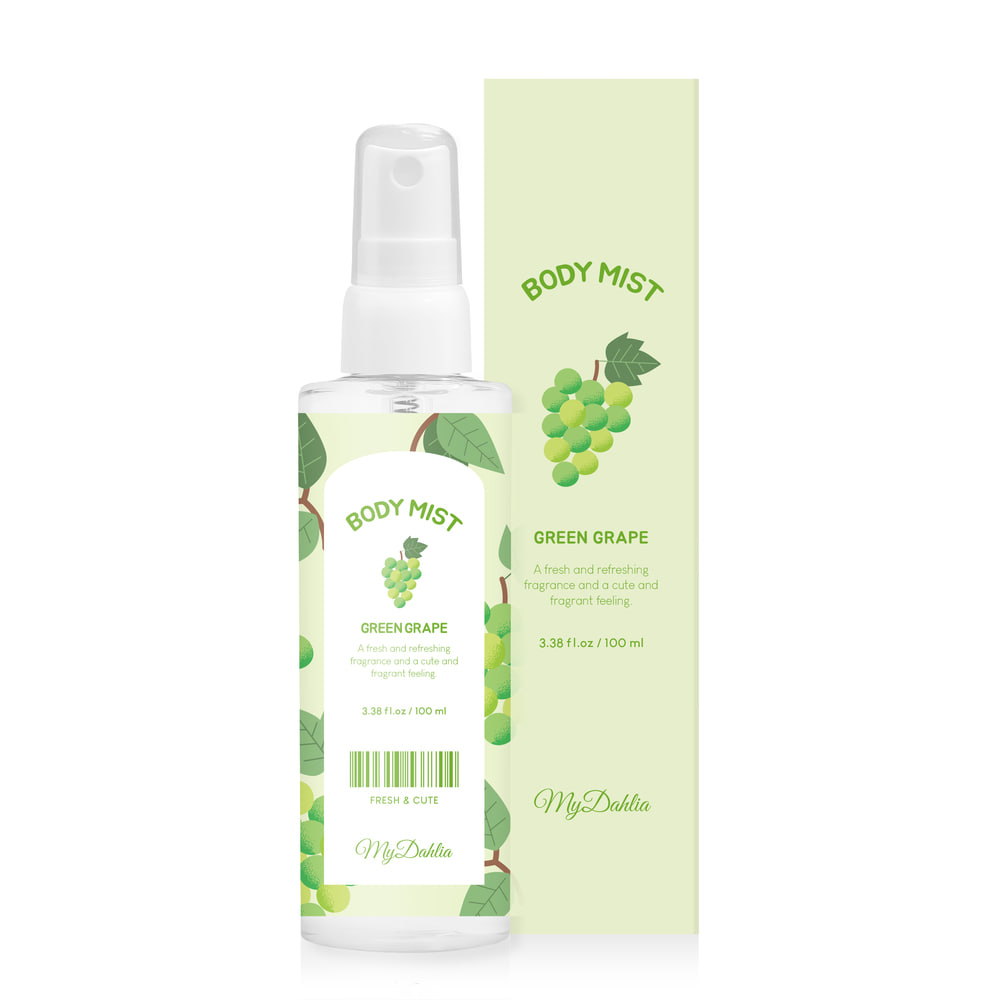 BODY MIST
GREEN GRAPE
A fresh and refreshing
fragrance and a cute and
fragrant feeling.
3.38 fl.oz / 100 ml
FRESH & CUTE
MyDahlia
BODY MIST
GREEN GRAPE
A fresh and refreshing
fragrance and a cute and
fragrant feeling.
3.38 fl.oz / 100 ml
MyDahlia